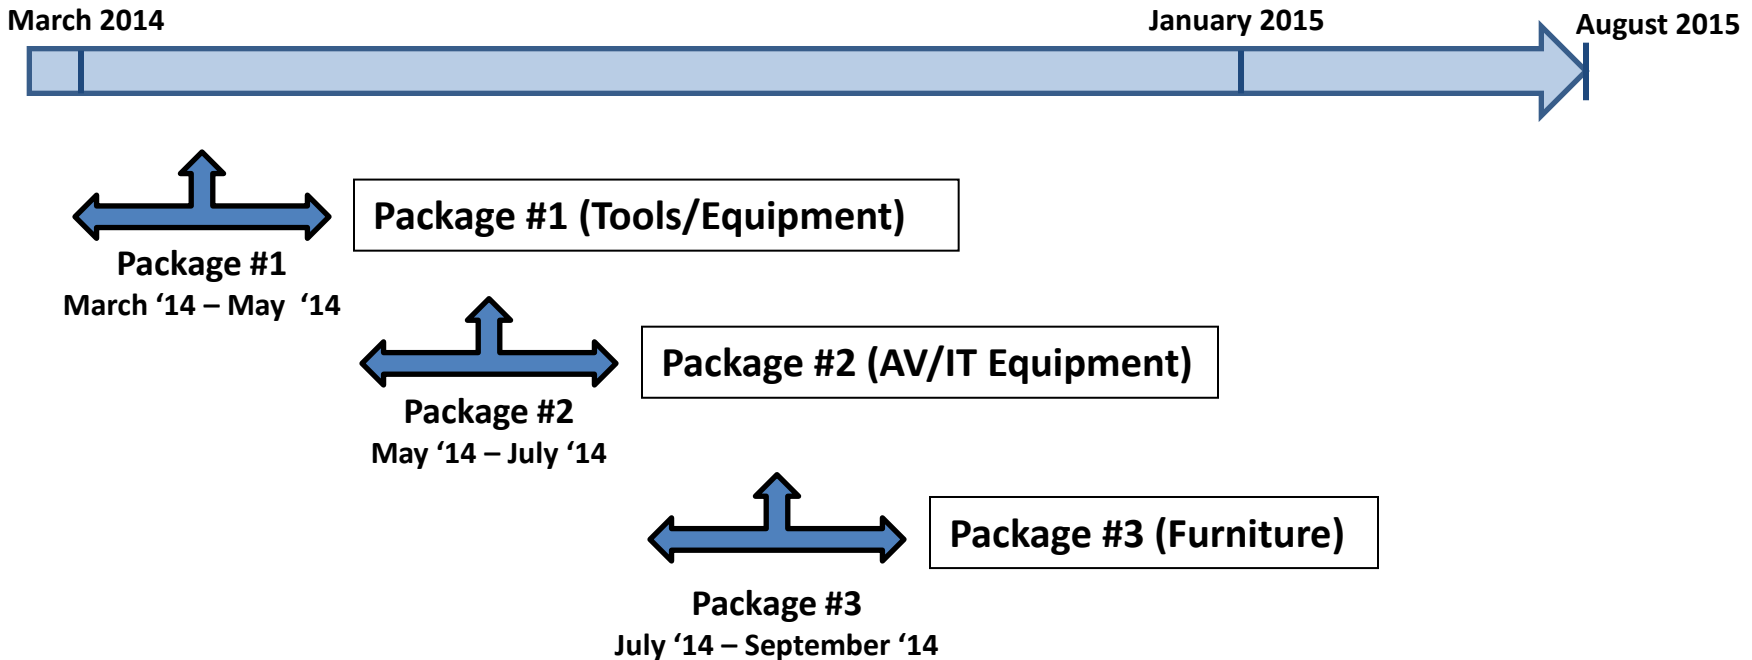 March 2014
January 2015
August 2015
Package #1 (Tools/Equipment)
Package #1
March ‘14 – May  ‘14
Package #2 (AV/IT Equipment)
Package #2
May ‘14 – July ‘14
Package #3 (Furniture)
Package #3
July ‘14 – September ‘14